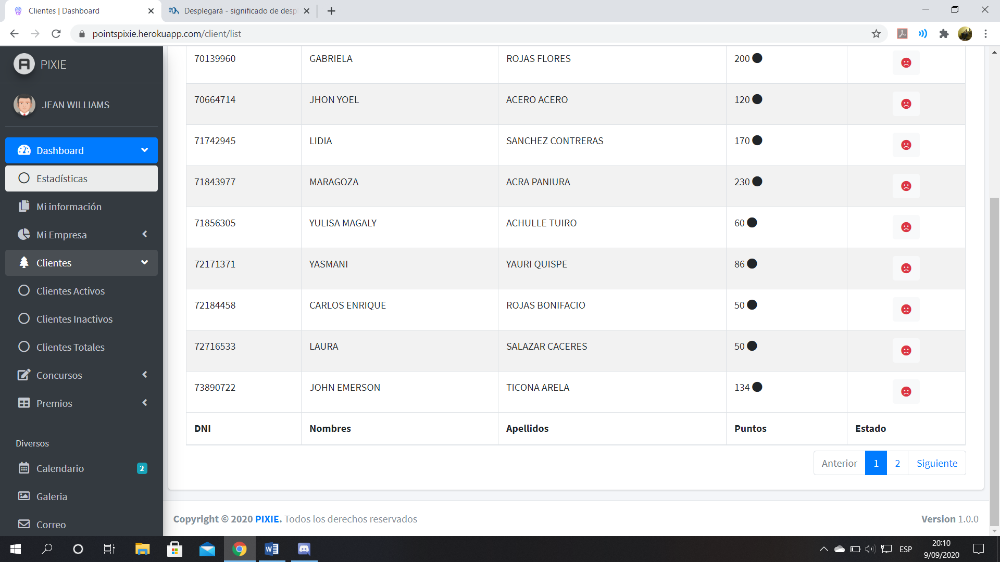 Clientes | Dashboard
Desplegará - significado de desp
pointspixie.herokuapp.com/client/list
PIXIE
JEAN WILLIAMS
Dashboard
Estadísticas
Mi información
Mi Empresa
Clientes
Clientes Activos
Clientes Inactivos
Clientes Totales
Concursos
Premios
Diversos
Calendario 2
Galeria
Correo
70139960 GABRIELA ROJAS FLORES 200
70664714 JHON YOEL ACERO ACERO 120
71742945 LIDIA SANCHEZ CONTRERAS 170
71843977 MARAGOZA ACRA PANIURA 230
71856305 YULISA MAGALY ACHULLE TUIRO 60
72171371 YASMANI YAURI QUISPE 86
72184458 CARLOS ENRIQUE ROJAS BONIFACIO 50
72716533 LAURA SALAZAR CACERES 50
73890722 JOHN EMERSON TICONA ARELA 134
DNI Nombres Apellidos Puntos Estado
Anterior 1 2 Siguiente
Copyright © 2020 PIXIE. Todos los derechos reservados
Version 1.0.0
ESP
20:10
9/09/2020